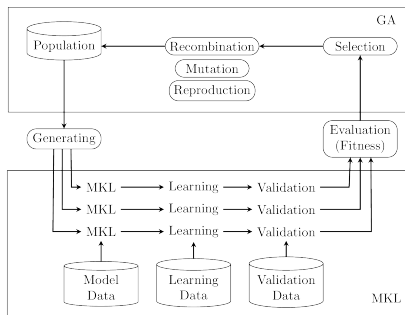 GA
Population
Recombination
Selection
Mutation
Reproduction
Generating
Evaluation
(Fitness)
MKL
Learning
Validation
MKL
Learning
Validation
MKL
Learning
Validation
Model
Data
Learning
Data
Validation
Data
MKL